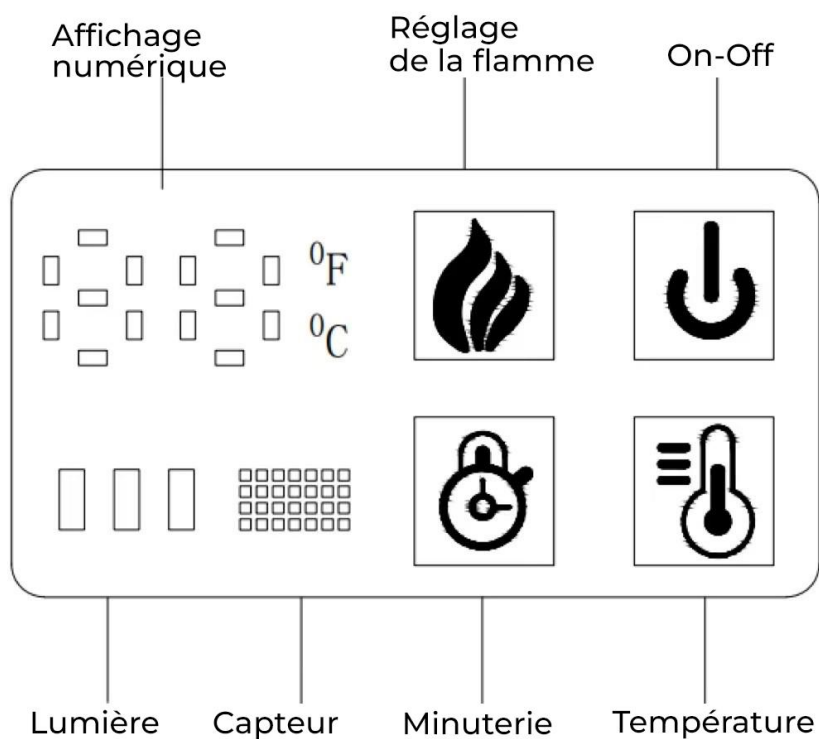 Affichage
numérique
Réglage
de la flamme
On-Off
⁰F
⁰C
Lumière
Capteur
Minuterie
Température